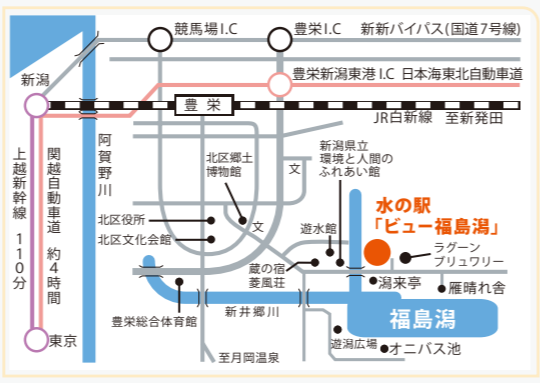 競馬場I.C
豊栄I.C
新新バイパス(国道7号線)
新潟
豊栄新潟東港I.C 日本海東北自動車道
豊栄
JR白新線 至新発田
阿賀野川
上越新幹線 110分
関越自動車道 約4時間
北区郷土
博物館
新潟県立
環境と人間の
ふれあい館
文
文
北区役所
北区文化会館
遊水館
水の駅
「ビュー福島潟」
ラグーン
ブリュワリー
蔵の宿
菱風荘
潟来亭
雁晴れ舎
豊栄総合体育館
新井郷川
福島潟
東京
至月岡温泉
遊潟広場
オニバス池